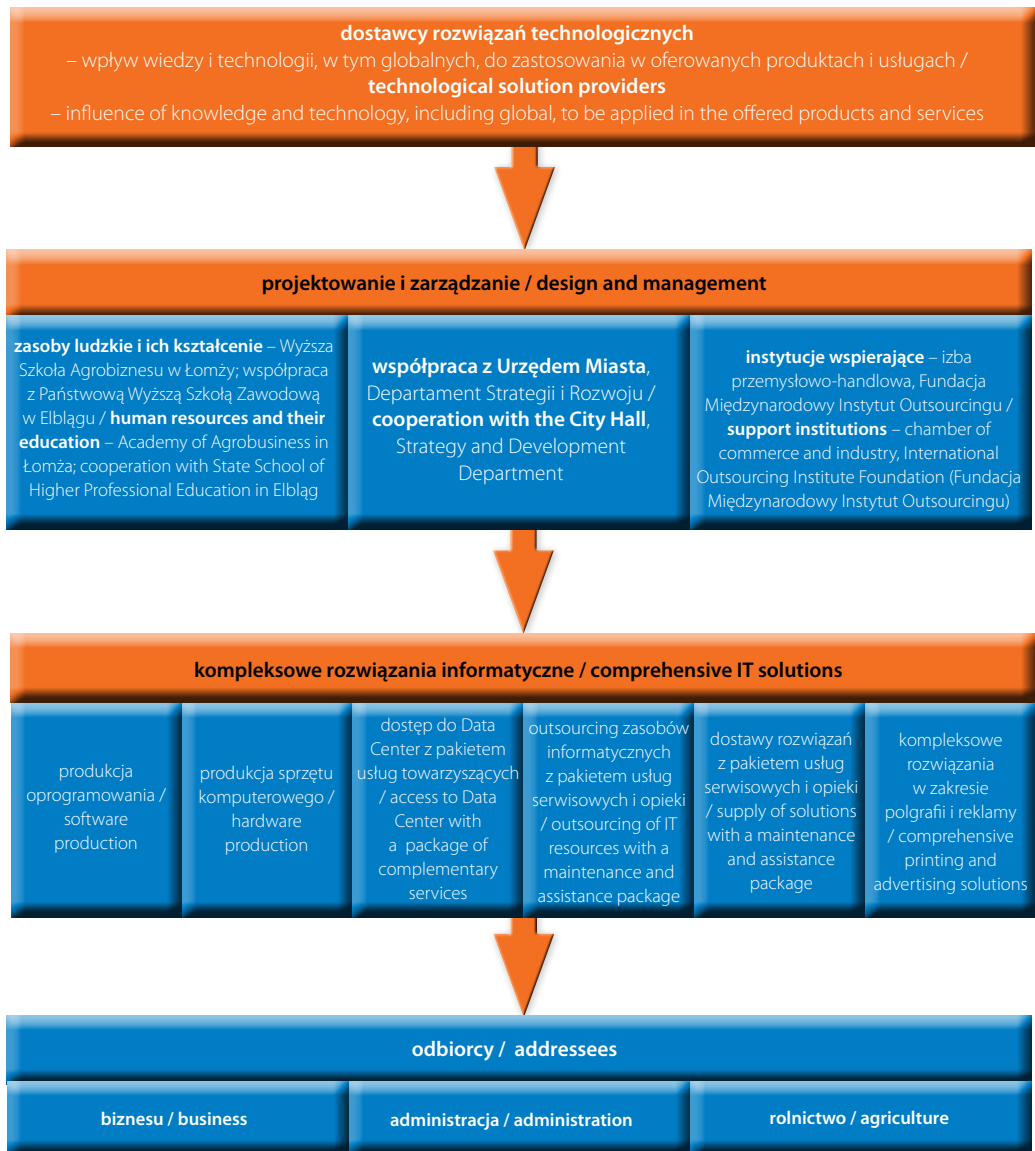 dostawcy rozwiązań technologicznych
– wpływ wiedzy i technologii, w tym globalnych, do zastosowania w oferowanych produktach i usługach /
technological solution providers
– influence of knowledge and technology, including global, to be applied in the offered products and services
projektowanie i zarządzanie / design and management
zasoby ludzkie i ich kształcenie – Wyższa
Szkoła Agrobiznesu w Łomży; współpraca
z Państwową Wyższą Szkołą Zawodową
w Elblągu / human resources and their
education – Academy of Agrobusiness in
Łomża; cooperation with State School of
Higher Professional Education in Elbląg
współpraca z Urzędem Miasta,
Departament Strategii i Rozwoju /
cooperation with the City Hall,
Strategy and Development
Department
instytucje wspierające – izba
przemysłowo-handlowa, Fundacja
Międzynarodowy Instytut Outsourcingu /
support institutions – chamber of
commerce and industry, International
Outsourcing Institute Foundation (Fundacja
Międzynarodowy Instytut Outsourcingu)
kompleksowe rozwiązania informatyczne / comprehensive IT solutions
produkcja
oprogramowania /
software
production
produkcja sprzętu
komputerowego /
hardware
production
dostęp do Data
Center z pakietem
usług towarzyszących
/ access to Data
Center with
a package of
complementary
services
outsourcing zasobów
informatycznych
z pakietem usług
serwisowych i opieki
/ outsourcing of IT
resources with a
maintenance and
assistance package
dostawy rozwiązań
z pakietem usług
serwisowych i opieki
/ supply of solutions
with a maintenance
and assistance
package
kompleksowe
rozwiązania
w zakresie
polgrafii i reklamy
/ comprehensive
printing and
advertising solutions
odbiorcy / addressees
biznesu / business
administracja / administration
rolnictwo / agriculture